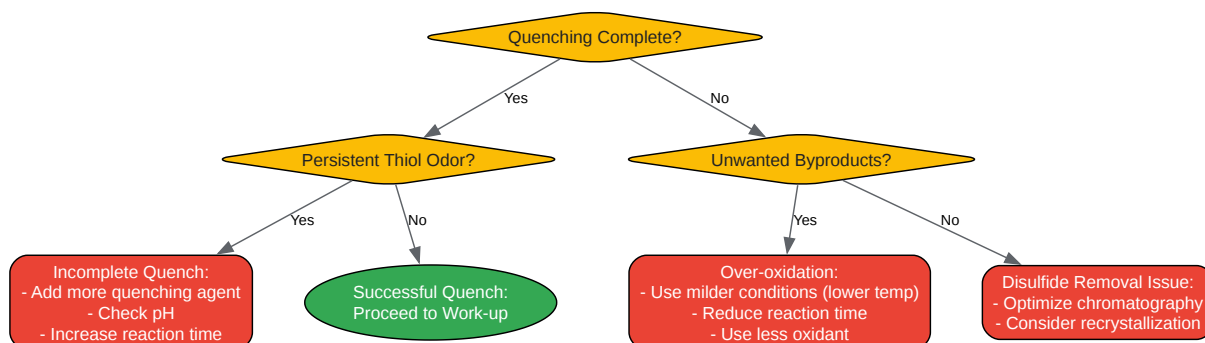 Quenching Complete?
Yes
No
Persistent Thiol Odor?
Unwanted Byproducts?
Yes
No
Yes
No
Incomplete Quench:
- Add more quenching agent
- Check pH
- Increase reaction time
Successful Quench:
Proceed to Work-up
Over-oxidation:
- Use milder conditions (lower temp)
- Reduce reaction time
- Use less oxidant
Disulfide Removal Issue:
- Optimize chromatography
- Consider recrystallization